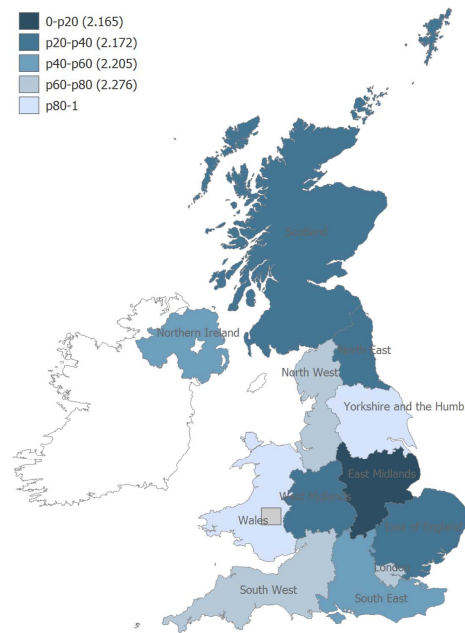 0-p20 (2.165)
p20-p40 (2.172)
p40-p60 (2.205)
p60-p80 (2.276)
p80-1
Scotland
Northern Ireland
North East
North West
Yorkshire and the Humb
East Midlands
West Midlands
Wales
East of England
London
South West
South East